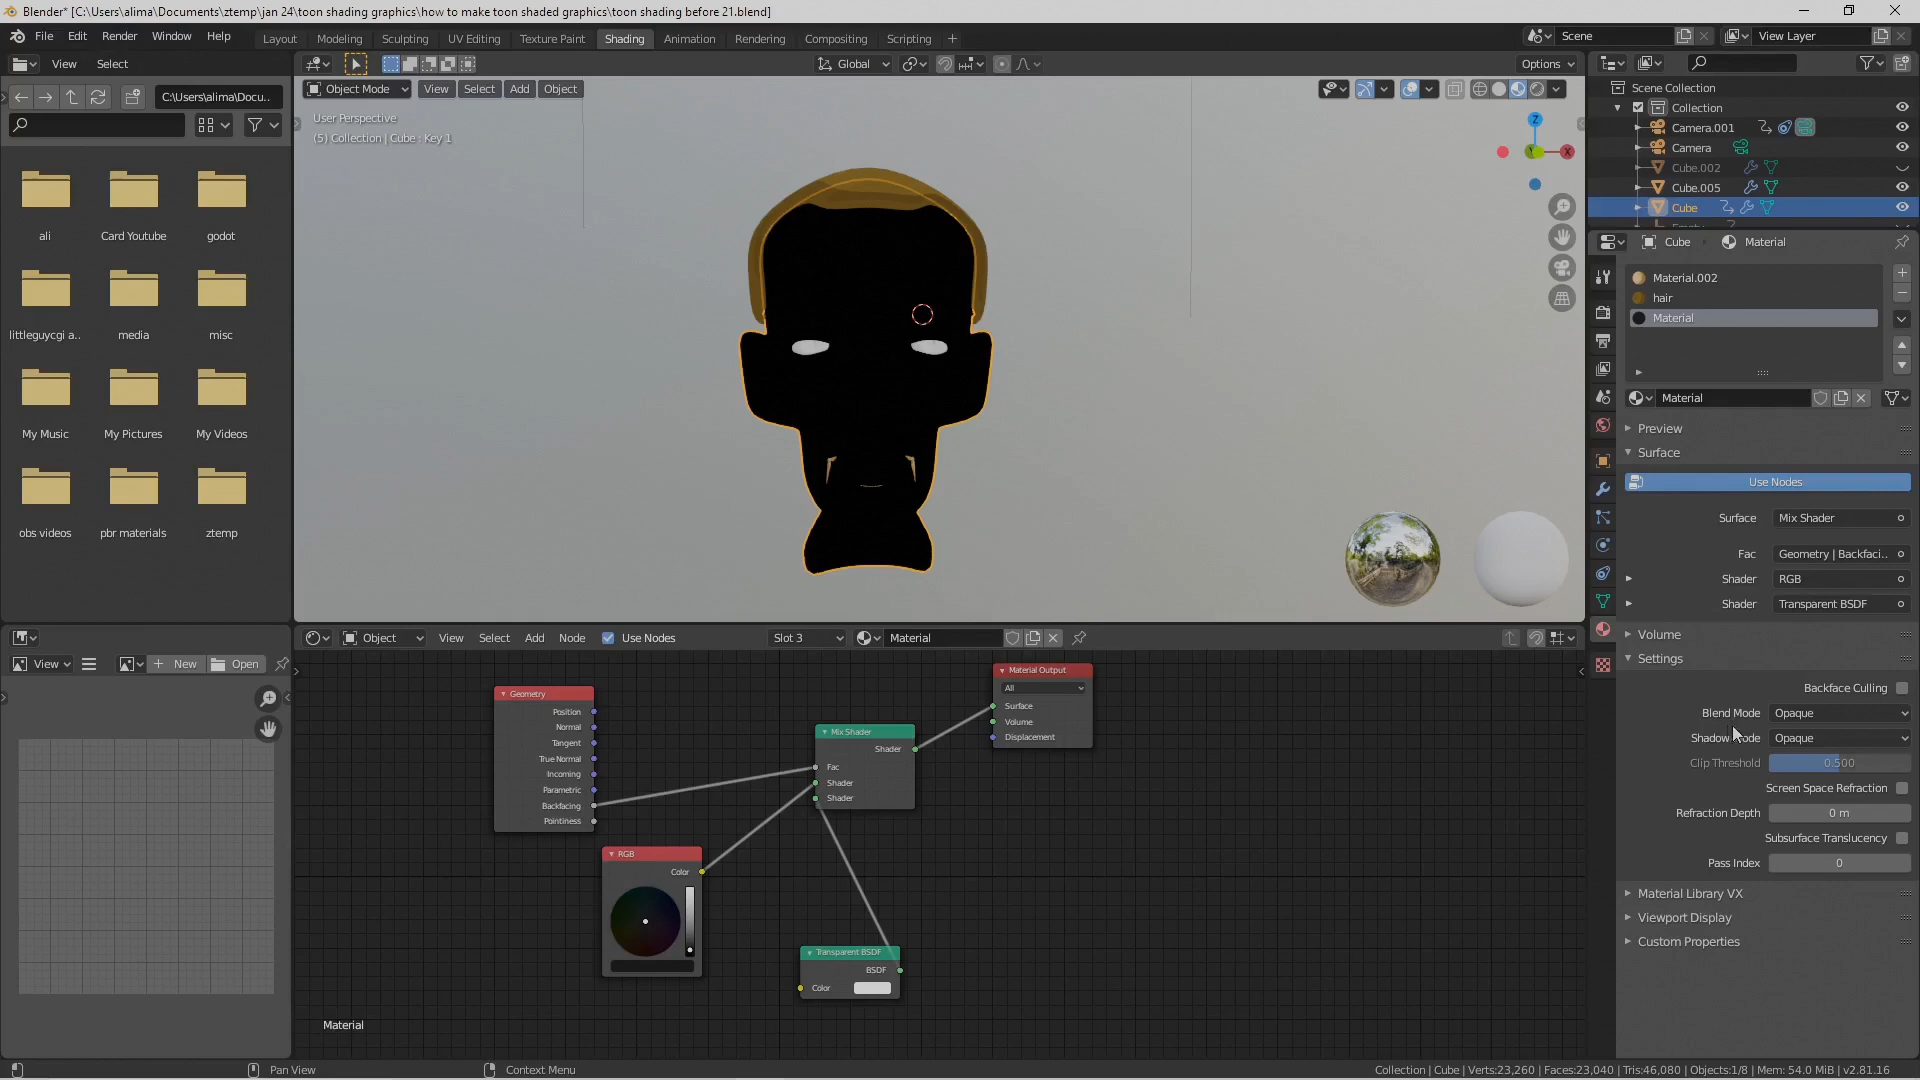 Blender* [C:\Users\alima\Documents\ztemp\jan 24\toon shading graphics\how to make toon shaded graphics\toon shading before 21.blend]
File Edit Render Window Help
Layout Modeling Sculpting UV Editing Texture Paint Shading Animation Rendering Compositing Scripting
Scene
View Layer
View Select
Global
Options
C:\Users\alima\Docu..
Object Mode View Select Add Object
User Perspective
(5) Collection | Cube : Key 1
ali Card Youtube godot
littleguycgi a.. media misc
My Music My Pictures My Videos
obs videos pbr materials ztemp
Z
Y
X
Scene Collection
Collection
Camera.001
Camera
Cube.002
Cube.005
Cube
Cube Material
Material.002
hair
Material
Material
Preview
Surface
Use Nodes
Surface Mix Shader
Fac Geometry | Backfaci..
Shader RGB
Shader Transparent BSDF
Volume
Settings
Backface Culling
Blend Mode Opaque
Shadow Mode Opaque
Clip Threshold 0.500
Screen Space Refraction
Refraction Depth 0 m
Subsurface Translucency
Pass Index 0
Material Library VX
Viewport Display
Custom Properties
View New Open
Object View Select Add Node Use Nodes Slot 3 Material
Geometry
Position
Normal
Tangent
True Normal
Incoming
Parametric
Backfacing
Pointiness
RGB
Color
Mix Shader
Shader
Fac
Shader
Shader
Transparent BSDF
BSDF
Color
Material Output
All
Surface
Volume
Displacement
Material
Pan View
Context Menu
Collection | Cube | Verts:23,260 | Faces:23,040 | Tris:46,080 | Objects:1/8 | Mem: 54.0 MiB | v2.81.16